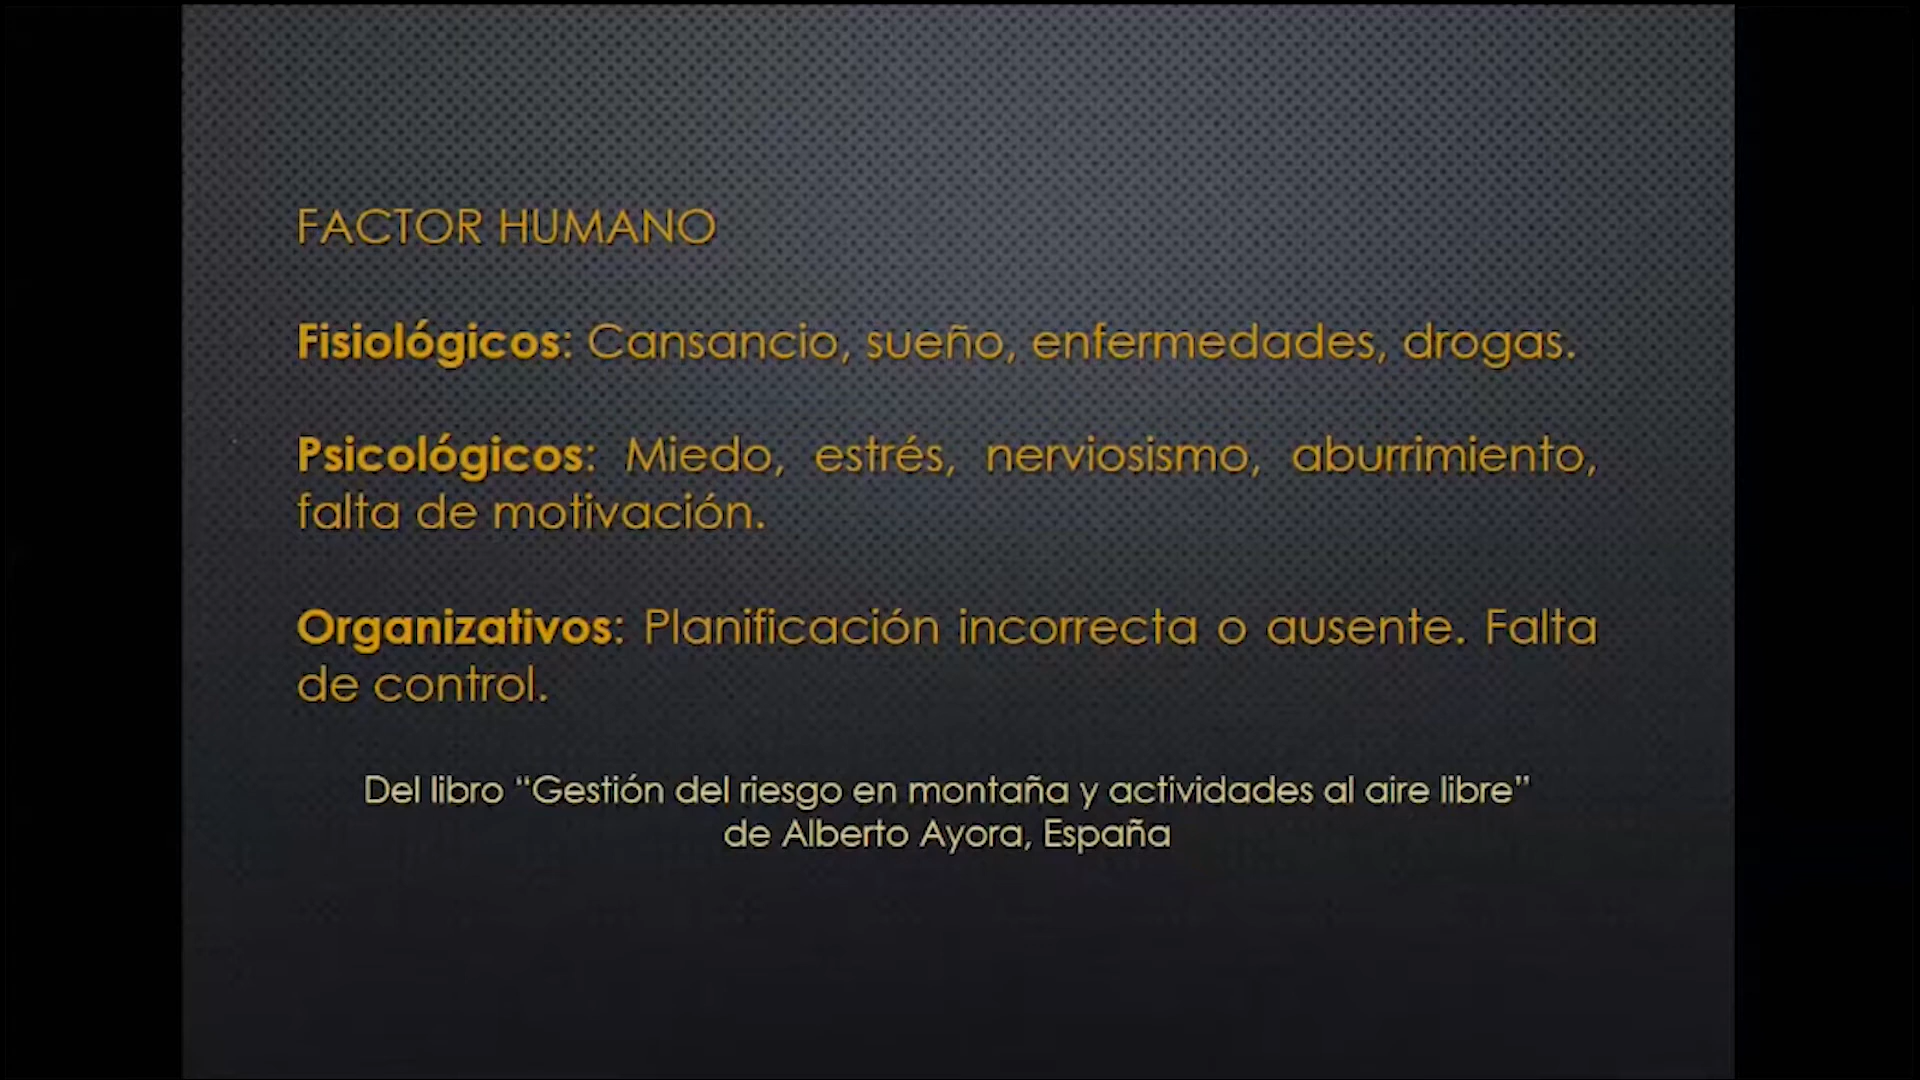 FACTOR HUMANO
Fisiológicos: Cansancio, sueño, enfermedades, drogas.
Psicológicos: Miedo, estrés, nerviosismo, aburrimiento,
falta de motivación.
Organizativos: Planificación incorrecta o ausente. Falta
de control.
Del libro “Gestión del riesgo en montaña y actividades al aire libre”
de Alberto Ayora, España